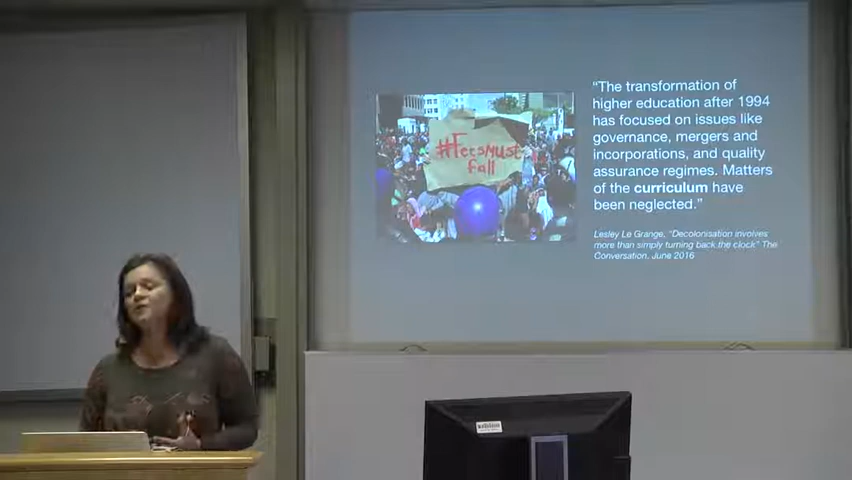 #FeesMust
fall
“The transformation of
higher education after 1994
has focused on issues like
governance, mergers and
incorporations, and quality
assurance regimes. Matters
of the curriculum have
been neglected.”
Lesley Le Grange, “Decolonisation involves
more than simply turning back the clock” The
Conversation, June 2016